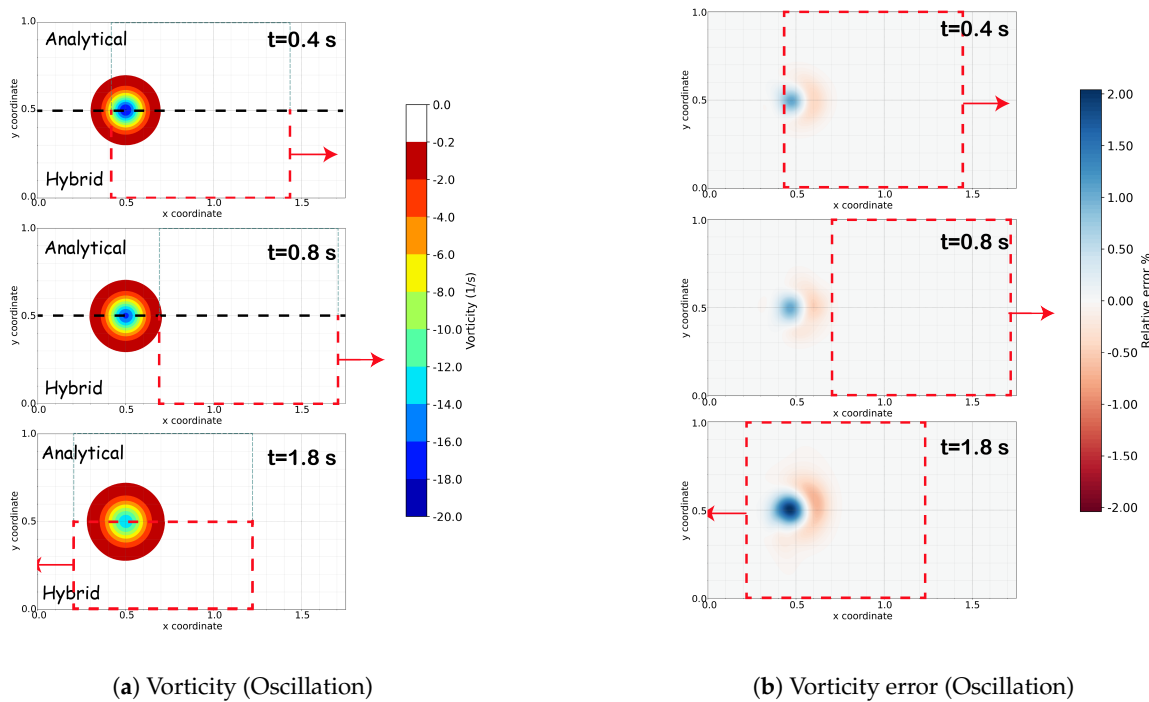 1.0
Analytical
t=0.4 s
y coordinate
0.5
Hybrid
0.0
0.0 0.5 1.0 1.5
x coordinate
1.0
Analytical
t=0.8 s
y coordinate
0.5
Hybrid
0.0
0.0 0.5 1.0 1.5
x coordinate
1.0
Analytical
t=1.8 s
y coordinate
0.5
Hybrid
0.0
0.0 0.5 1.0 1.5
x coordinate
0.0
-0.2
-2.0
-4.0
-6.0
-8.0
-10.0
-12.0
-14.0
-16.0
-18.0
-20.0
Vorticity (1/s)
(a) Vorticity (Oscillation)
1.0
t=0.4 s
y coordinate
0.5
0.0
0.0 0.5 1.0 1.5
x coordinate
1.0
t=0.8 s
y coordinate
0.5
0.0
0.0 0.5 1.0 1.5
x coordinate
1.0
t=1.8 s
y coordinate
0.5
0.0
0.0 0.5 1.0 1.5
x coordinate
2.00
1.50
1.00
0.50
0.00
-0.50
-1.00
-1.50
-2.00
Relative error %
(b) Vorticity error (Oscillation)